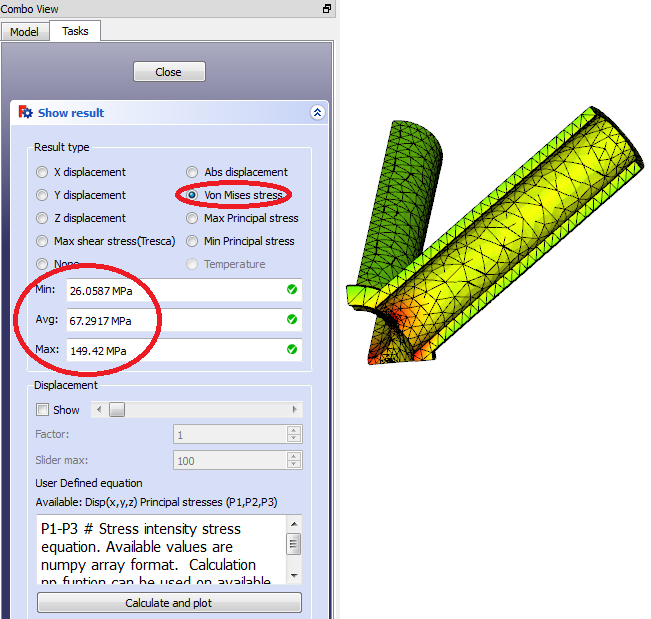 Combo View
Model Tasks
Close
Show result
Result type
X displacement Abs displacement
Y displacement Von Mises stress
Z displacement Max Principal stress
Max shear stress(Tresca) Min Principal stress
None Temperature
Min: 26.0587 MPa
Avg: 67.2917 MPa
Max: 149.42 MPa
Displacement
Show
Factor: 1
Slider max: 100
User Defined equation
Available: Disp(x,y,z) Principal stresses (P1,P2,P3)
P1-P3 # Stress intensity stress
equation. Available values are
numpy array format. Calculation
np funtion can be used on available
Calculate and plot